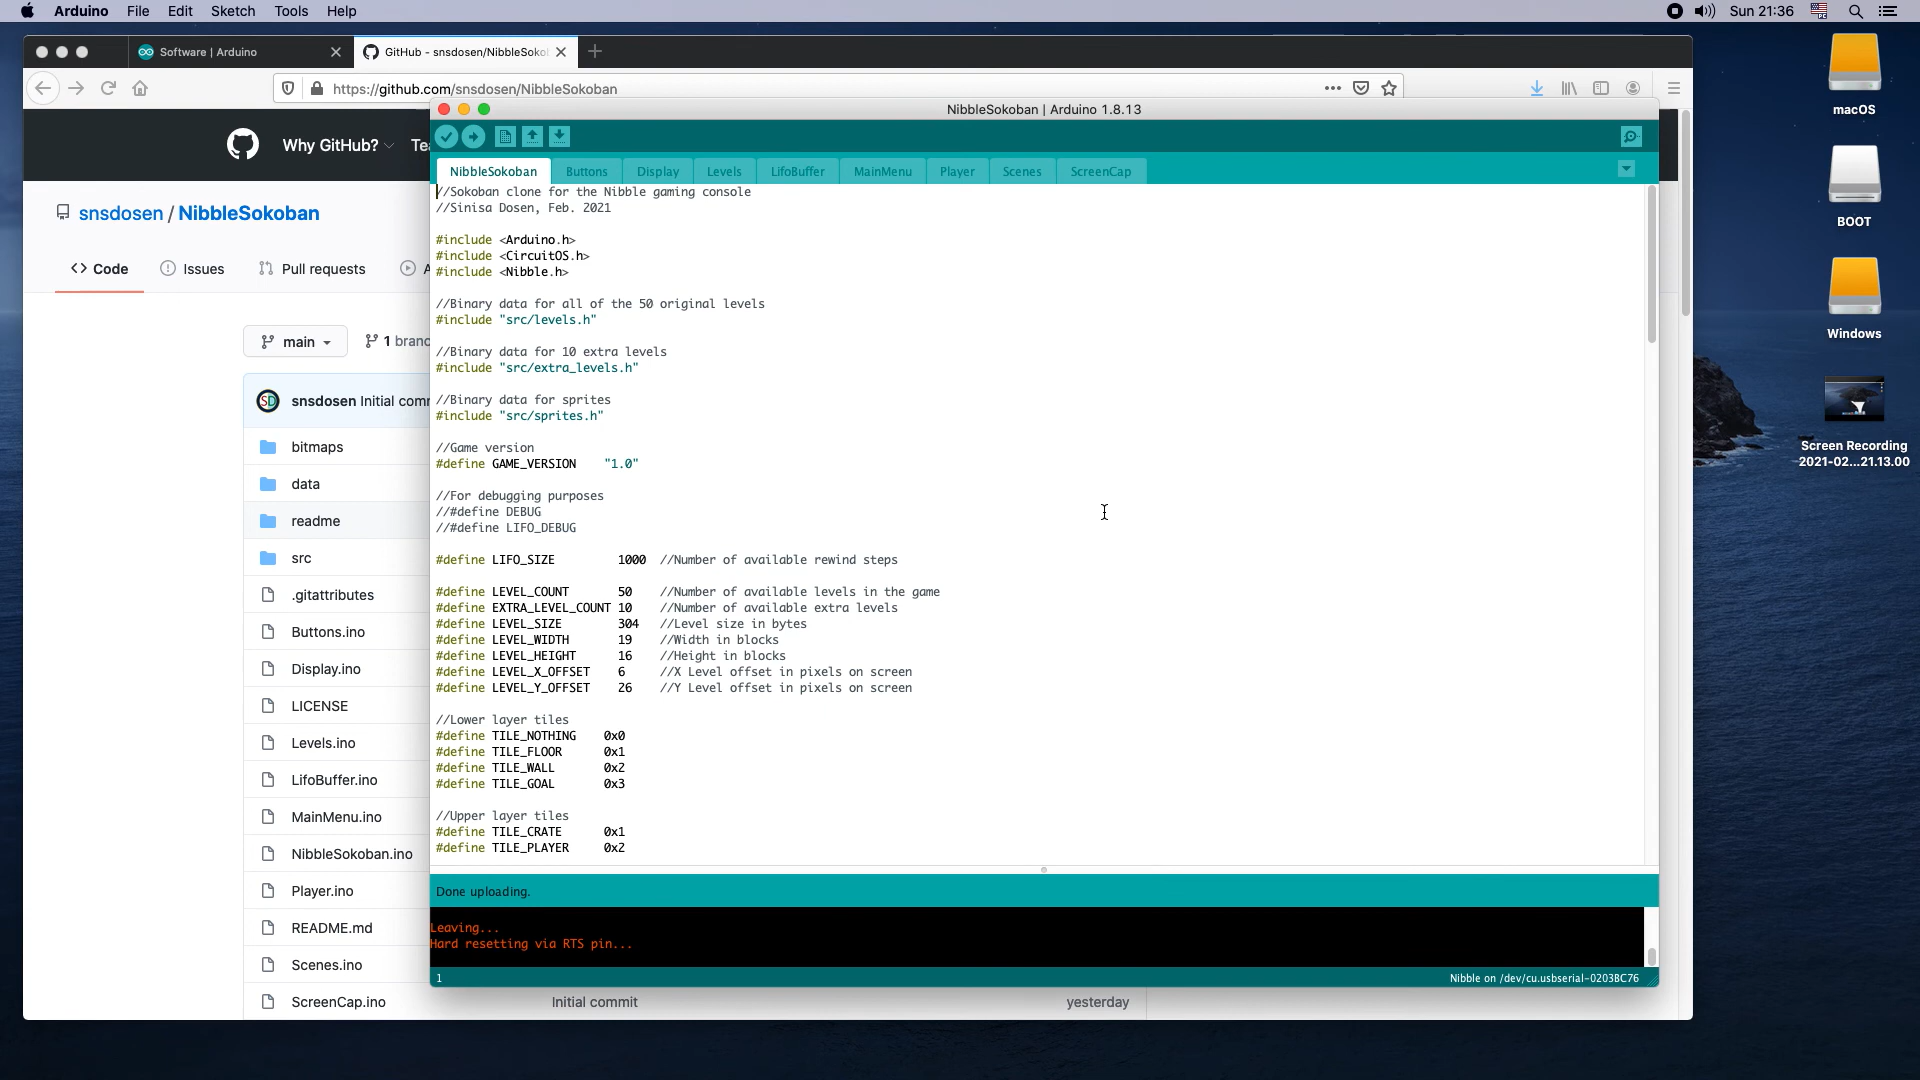 Arduino File Edit Sketch Tools Help
Sun 21:36
Software | Arduino
GitHub - snsdosen/NibbleSoko
https://github.com/snsdosen/NibbleSokoban
NibbleSokoban | Arduino 1.8.13
Why GitHub?
Te
snsdosen / NibbleSokoban
<> Code Issues Pull requests A
main 1 branc
snsdosen Initial comm
bitmaps
data
readme
src
.gitattributes
Buttons.ino
Display.ino
LICENSE
Levels.ino
LifoBuffer.ino
MainMenu.ino
NibbleSokoban.ino
Player.ino
README.md
Scenes.ino
ScreenCap.ino Initial commit yesterday
NibbleSokoban Buttons Display Levels LifoBuffer MainMenu Player Scenes ScreenCap
//Sokoban clone for the Nibble gaming console
//Sinisa Dosen, Feb. 2021
#include <Arduino.h>
#include <CircuitOS.h>
#include <Nibble.h>
//Binary data for all of the 50 original levels
#include "src/levels.h"
//Binary data for 10 extra levels
#include "src/extra_levels.h"
//Binary data for sprites
#include "src/sprites.h"
//Game version
#define GAME_VERSION "1.0"
//For debugging purposes
//#define DEBUG
//#define LIFO_DEBUG
#define LIFO_SIZE 1000 //Number of available rewind steps
#define LEVEL_COUNT 50 //Number of available levels in the game
#define EXTRA_LEVEL_COUNT 10 //Number of available extra levels
#define LEVEL_SIZE 304 //Level size in bytes
#define LEVEL_WIDTH 19 //Width in blocks
#define LEVEL_HEIGHT 16 //Height in blocks
#define LEVEL_X_OFFSET 6 //X Level offset in pixels on screen
#define LEVEL_Y_OFFSET 26 //Y Level offset in pixels on screen
//Lower layer tiles
#define TILE_NOTHING 0x0
#define TILE_FLOOR 0x1
#define TILE_WALL 0x2
#define TILE_GOAL 0x3
//Upper layer tiles
#define TILE_CRATE 0x1
#define TILE_PLAYER 0x2
Done uploading.
Leaving...
Hard resetting via RTS pin...
1
Nibble on /dev/cu.usbserial-0203BC76
macOS
BOOT
Windows
Screen Recording
2021-02...21.13.00